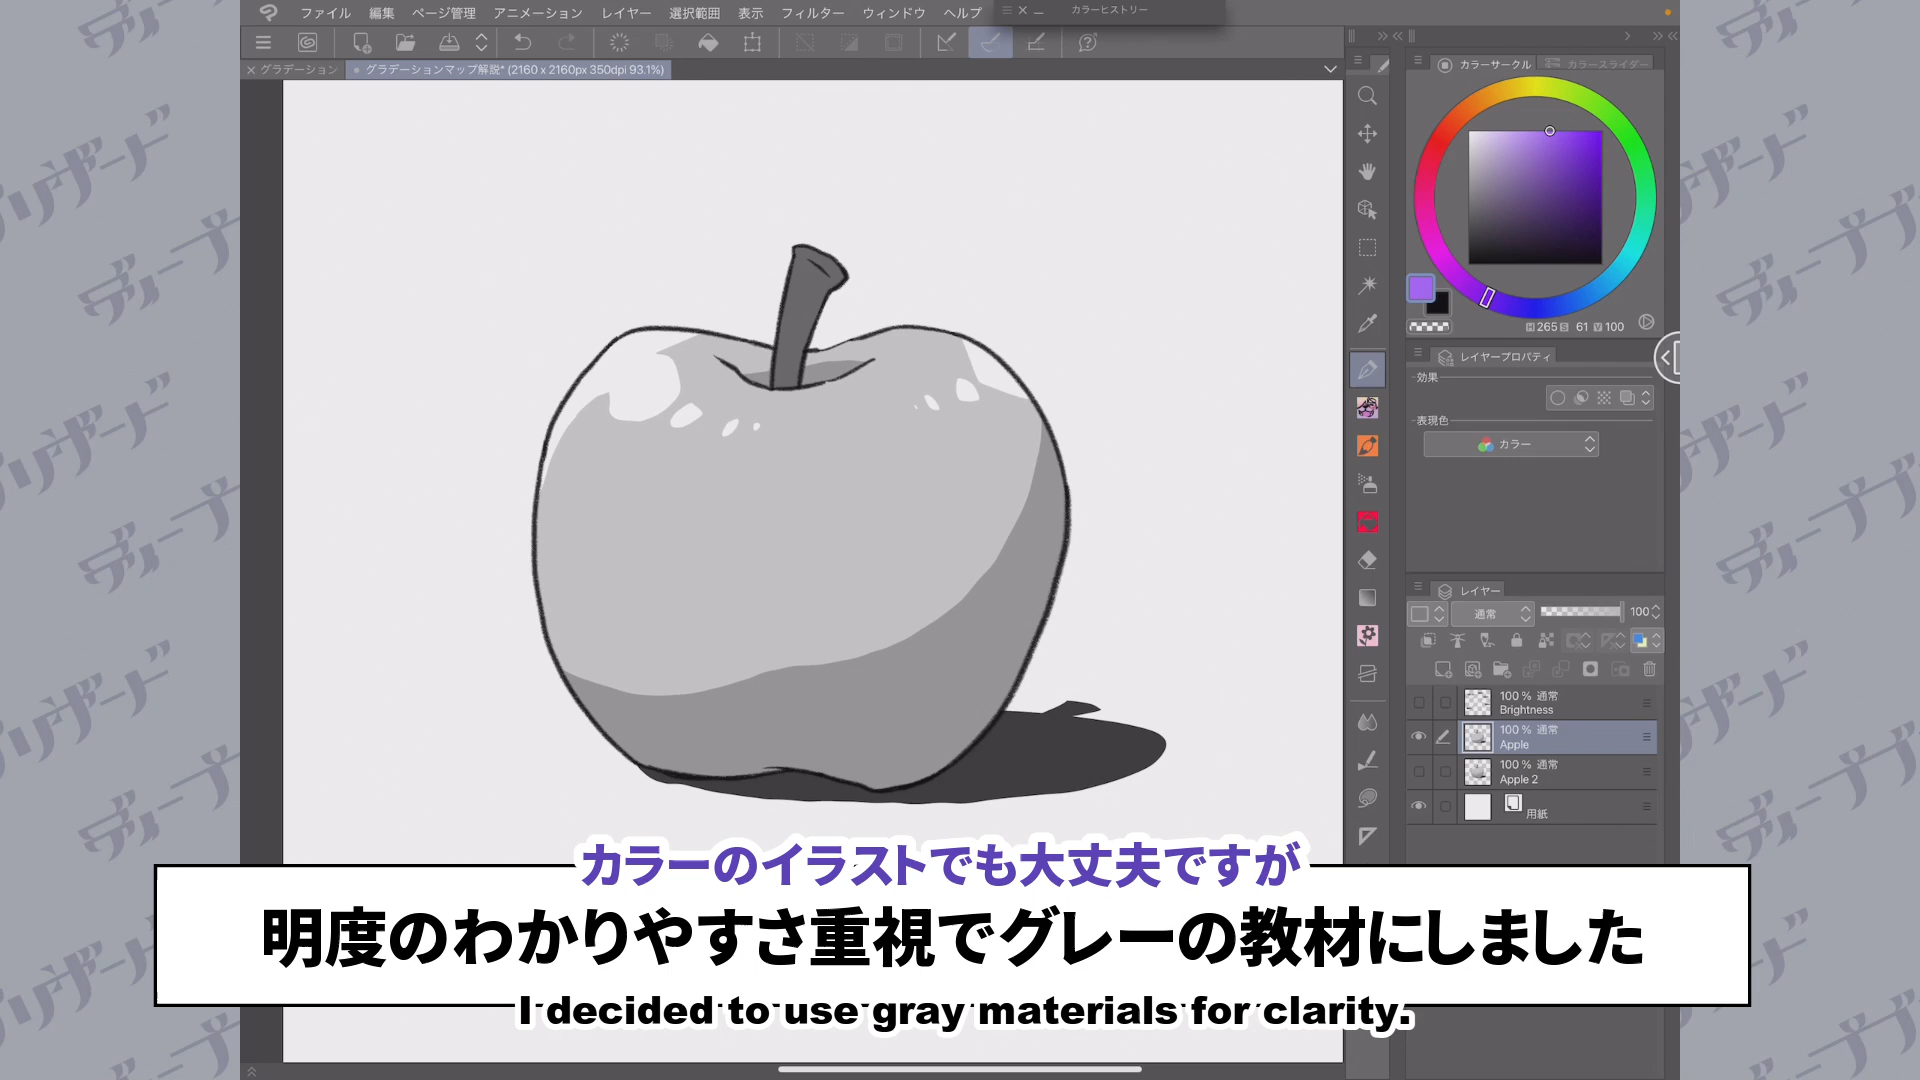 ファイル 編集 ページ管理 アニメーション レイヤー 選択範囲 表示 フィルター ウィンドウ ヘルプ
カラーヒストリー
グラデーション
グラデーションマップ解説* (2160 x 2160px 350dpi 93.1%)
カラーサークル
カラースライダー
H 265 S 61 V 100
レイヤープロパティ
効果
表現色
カラー
レイヤー
通常
100
100 % 通常
Brightness
100 % 通常
Apple
100 % 通常
Apple 2
用紙
カラーのイラストでも大丈夫ですが
明度のわかりやすさ重視でグレーの教材にしました
I decided to use gray materials for clarity.
ディープブリザード